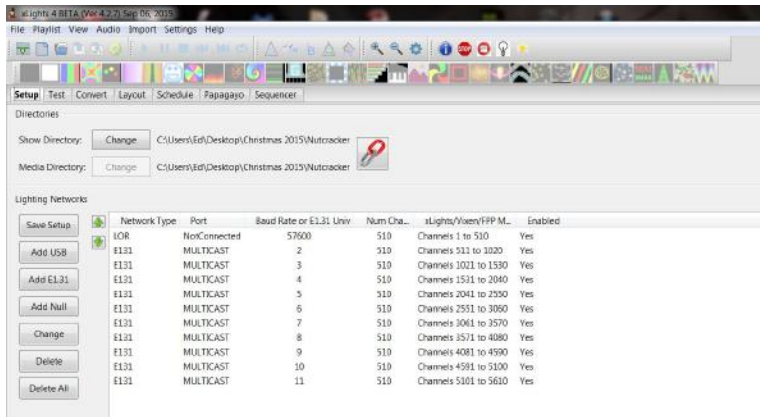 xLights 4 BETA (Ver 4.2.7) Sep 06, 2015
File Playlist View Audio Import Settings Help
Setup Test Convert Layout Schedule Papagayo Sequencer
Directories
Show Directory: Change C:\Users\Ed\Desktop\Christmas 2015\Nutcracker
Media Directory: Change C:\Users\Ed\Desktop\Christmas 2015\Nutcracker
Lighting Networks
Save Setup
Add USB
Add E1.31
Add Null
Change
Delete
Delete All
Network Type Port Baud Rate or E1.31 Univ Num Cha... xLights/Vixen/FPP M... Enabled
LOR NotConnected 57600 510 Channels 1 to 510 Yes
E131 MULTICAST 2 510 Channels 511 to 1020 Yes
E131 MULTICAST 3 510 Channels 1021 to 1530 Yes
E131 MULTICAST 4 510 Channels 1531 to 2040 Yes
E131 MULTICAST 5 510 Channels 2041 to 2550 Yes
E131 MULTICAST 6 510 Channels 2551 to 3060 Yes
E131 MULTICAST 7 510 Channels 3061 to 3570 Yes
E131 MULTICAST 8 510 Channels 3571 to 4080 Yes
E131 MULTICAST 9 510 Channels 4081 to 4590 Yes
E131 MULTICAST 10 510 Channels 4591 to 5100 Yes
E131 MULTICAST 11 510 Channels 5101 to 5610 Yes